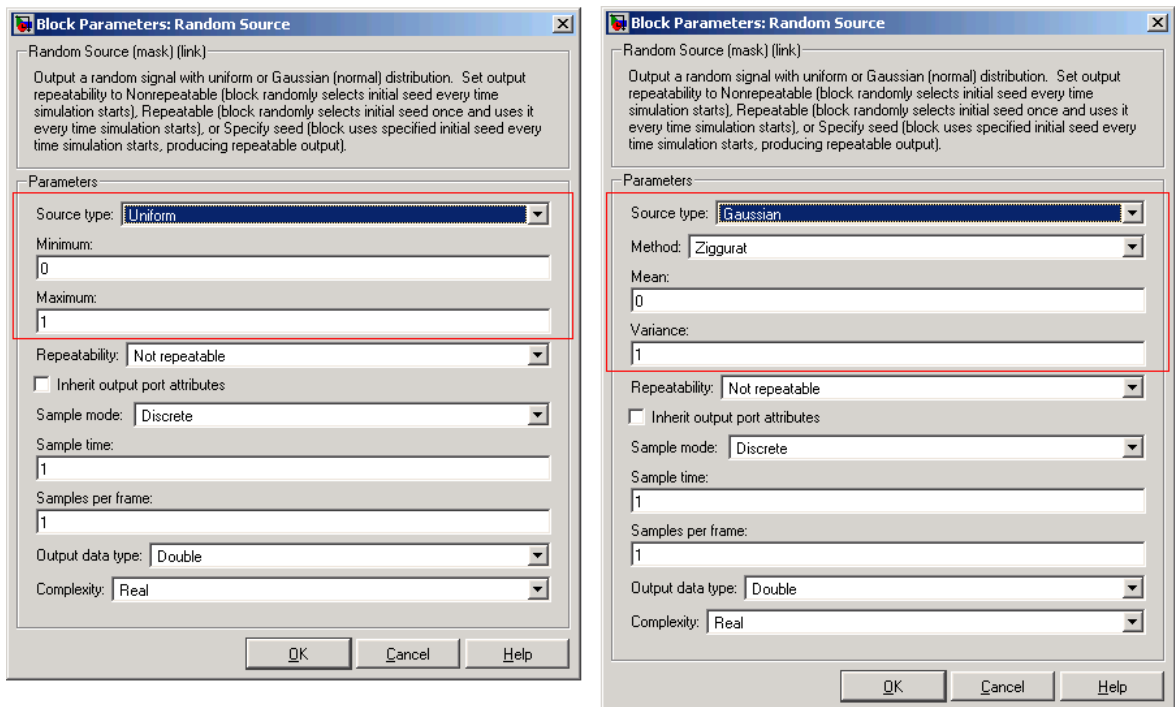 Block Parameters: Random Source
Random Source (mask) (link)
Output a random signal with uniform or Gaussian (normal) distribution.  Set output
repeatability to Nonrepeatable (block randomly selects initial seed every time
simulation starts), Repeatable (block randomly selects initial seed once and uses it
every time simulation starts), or Specify seed (block uses specified initial seed every
time simulation starts, producing repeatable output).
Parameters
Source type: Uniform
Minimum:
0
Maximum:
1
Repeatability: Not repeatable
Inherit output port attributes
Sample mode: Discrete
Sample time:
1
Samples per frame:
1
Output data type: Double
Complexity: Real
OK Cancel Help
Block Parameters: Random Source
Random Source (mask) (link)
Output a random signal with uniform or Gaussian (normal) distribution.  Set output
repeatability to Nonrepeatable (block randomly selects initial seed every time
simulation starts), Repeatable (block randomly selects initial seed once and uses it
every time simulation starts), or Specify seed (block uses specified initial seed every
time simulation starts, producing repeatable output).
Parameters
Source type: Gaussian
Method: Ziggurat
Mean:
0
Variance:
1
Repeatability: Not repeatable
Inherit output port attributes
Sample mode: Discrete
Sample time:
1
Samples per frame:
1
Output data type: Double
Complexity: Real
OK Cancel Help